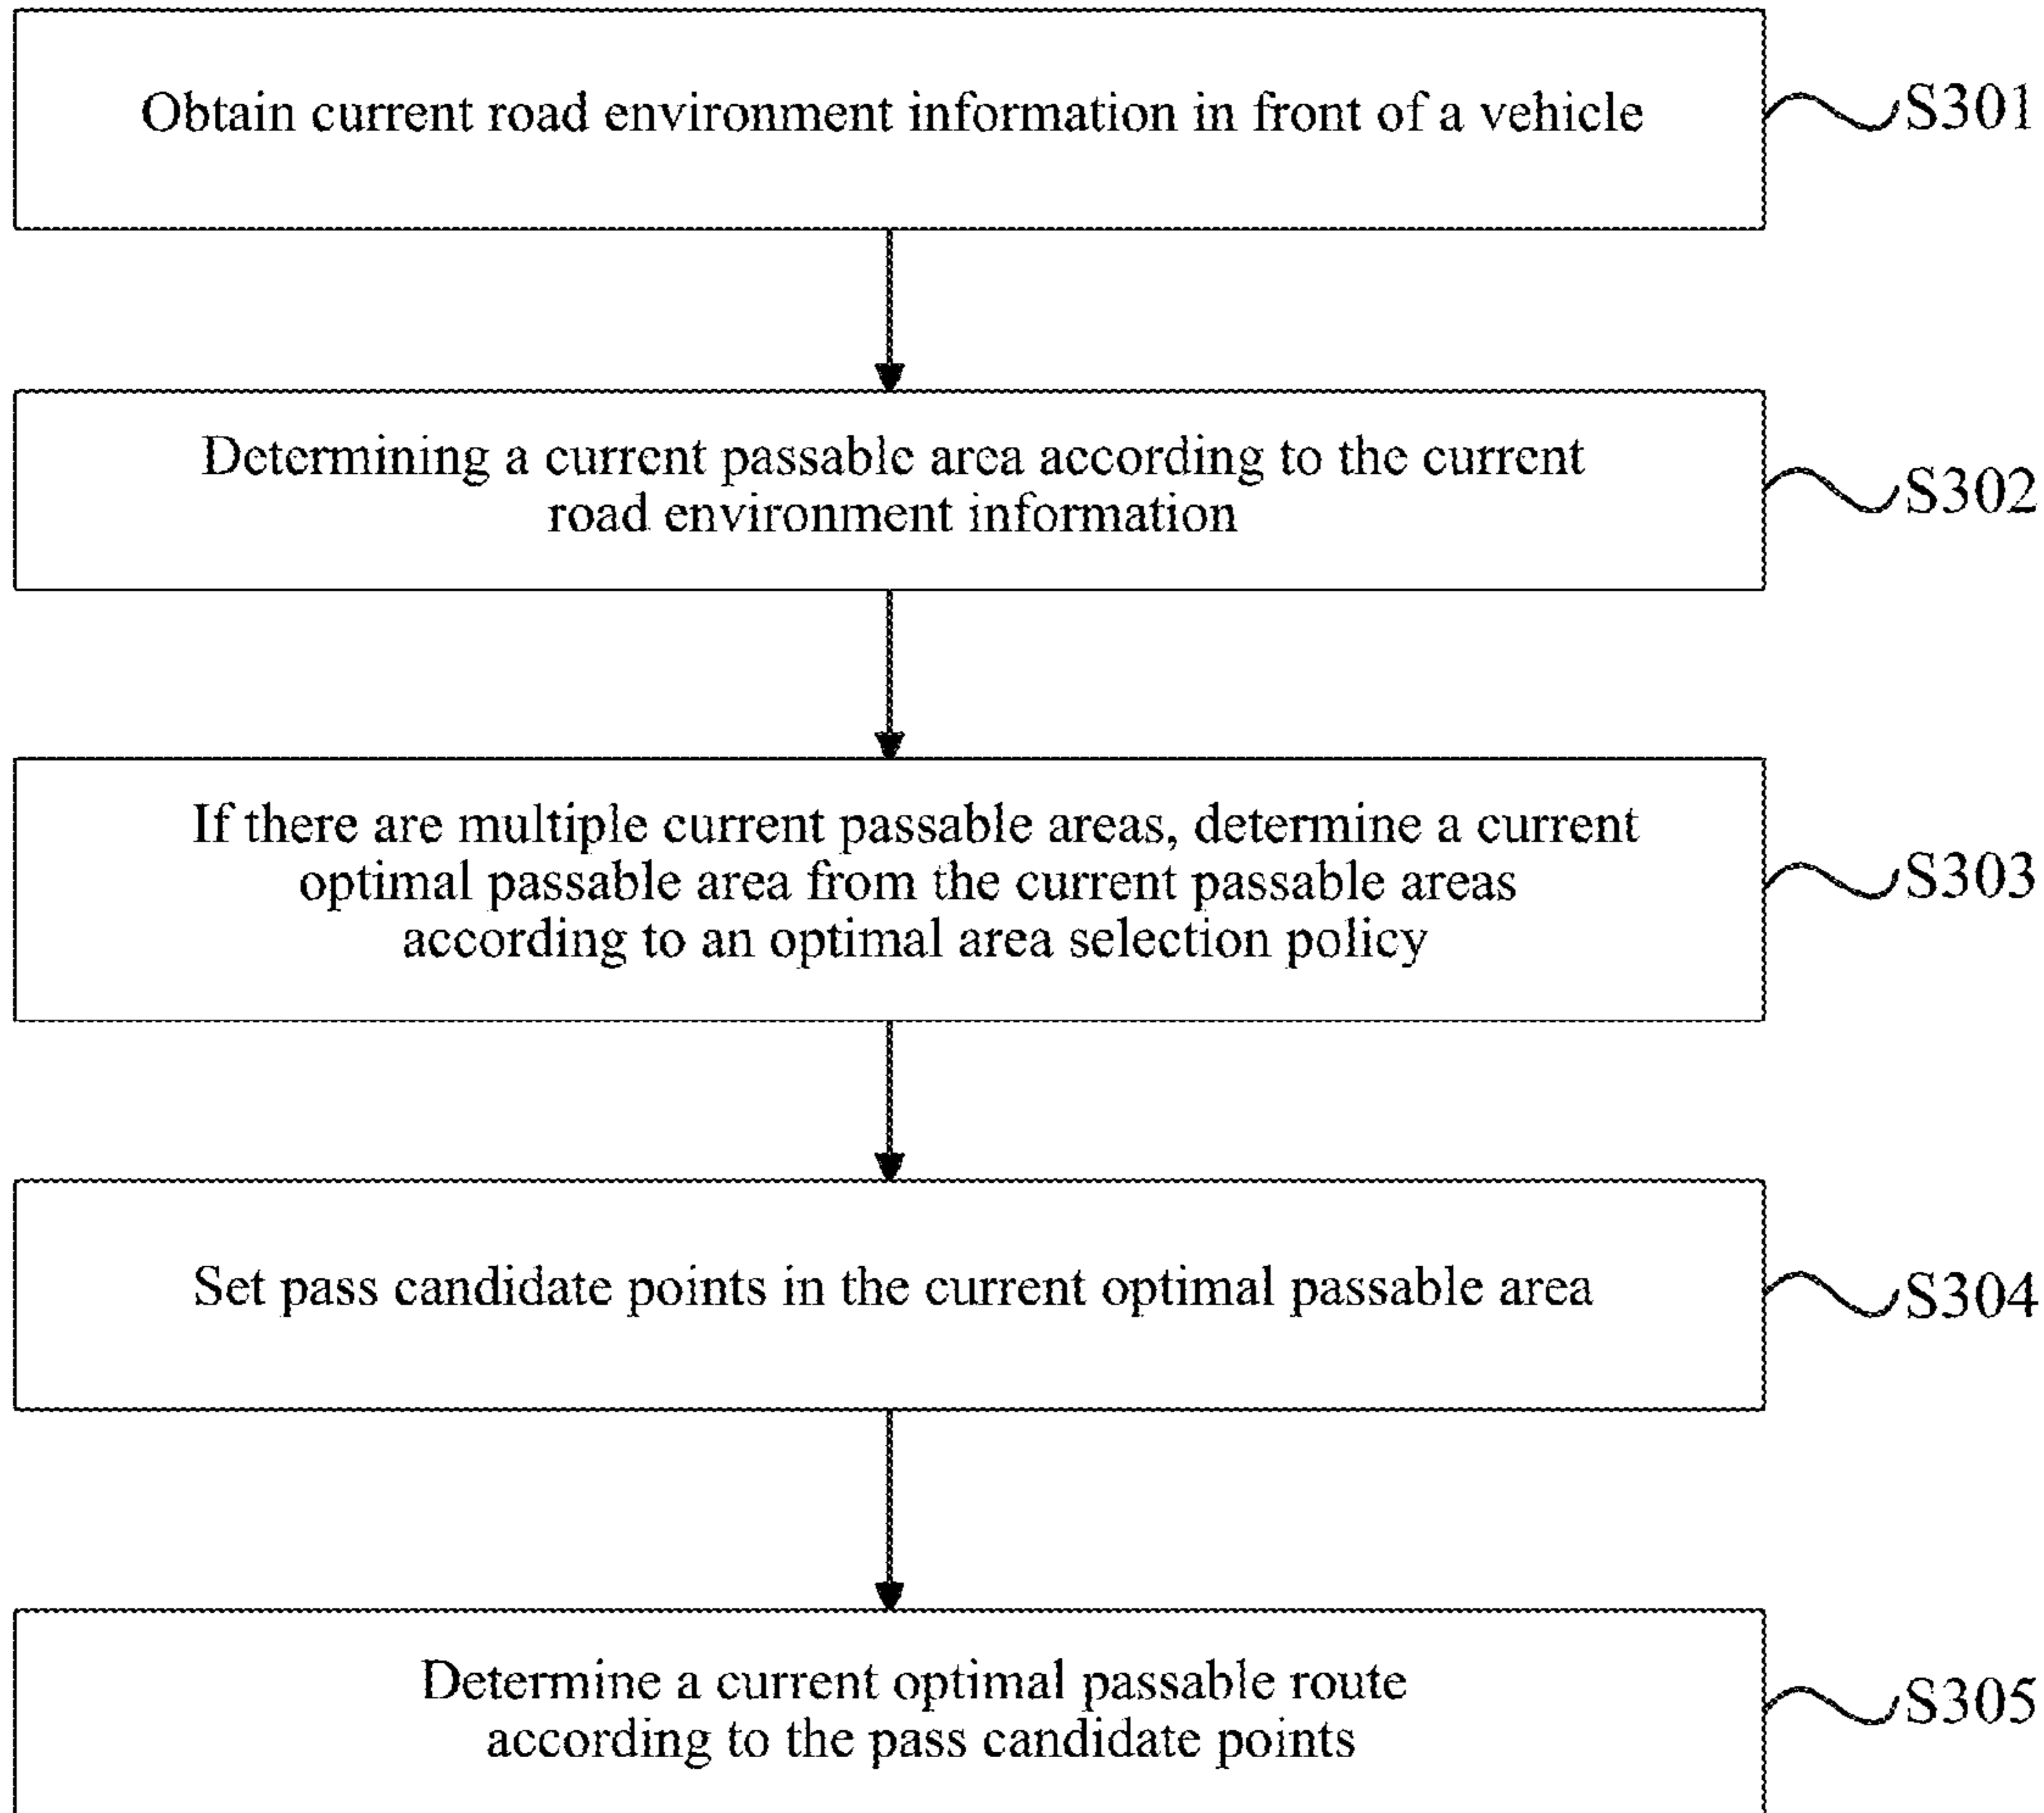 Obtain current road environment information in front of a vehicle
S301
Determining a current passable area according to the current
road environment information
S302
If there are multiple current passable areas, determine a current
optimal passable area from the current passable areas
according to an optimal area selection policy
S303
Set pass candidate points in the current optimal passable area
S304
Determine a current optimal passable route
according to the pass candidate points
S305